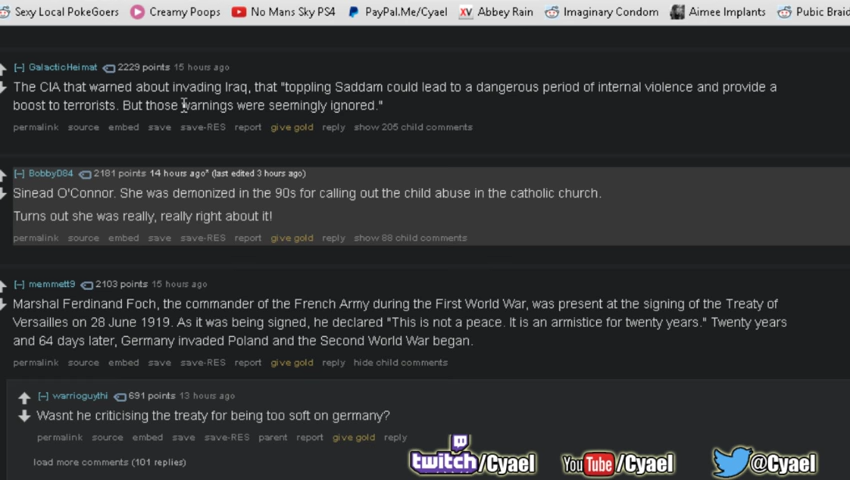 Sexy Local PokeGoers Creamy Poops No Mans Sky PS4 PayPal.Me/Cyael XV Abbey Rain Imaginary Condom Aimee Implants Pubic Braid
[–] GalacticHeimat 2229 points 15 hours ago
The CIA that warned about invading Iraq, that "toppling Saddam could lead to a dangerous period of internal violence and provide a
boost to terrorists. But those warnings were seemingly ignored."
permalink source embed save save-RES report give gold reply show 205 child comments
[–] BobbyD84 2181 points 14 hours ago* (last edited 3 hours ago)
Sinead O'Connor. She was demonized in the 90s for calling out the child abuse in the catholic church.
Turns out she was really, really right about it!
permalink source embed save save-RES report give gold reply show 88 child comments
[–] memmett9 2103 points 15 hours ago
Marshal Ferdinand Foch, the commander of the French Army during the First World War, was present at the signing of the Treaty of
Versailles on 28 June 1919. As it was being signed, he declared "This is not a peace. It is an armistice for twenty years." Twenty years
and 64 days later, Germany invaded Poland and the Second World War began.
permalink source embed save save-RES report give gold reply hide child comments
[–] warrioguythi 691 points 13 hours ago
Wasnt he criticising the treaty for being too soft on germany?
permalink source embed save save-RES parent report give gold reply
load more comments (101 replies)
twitch/Cyael YouTube/Cyael @Cyael